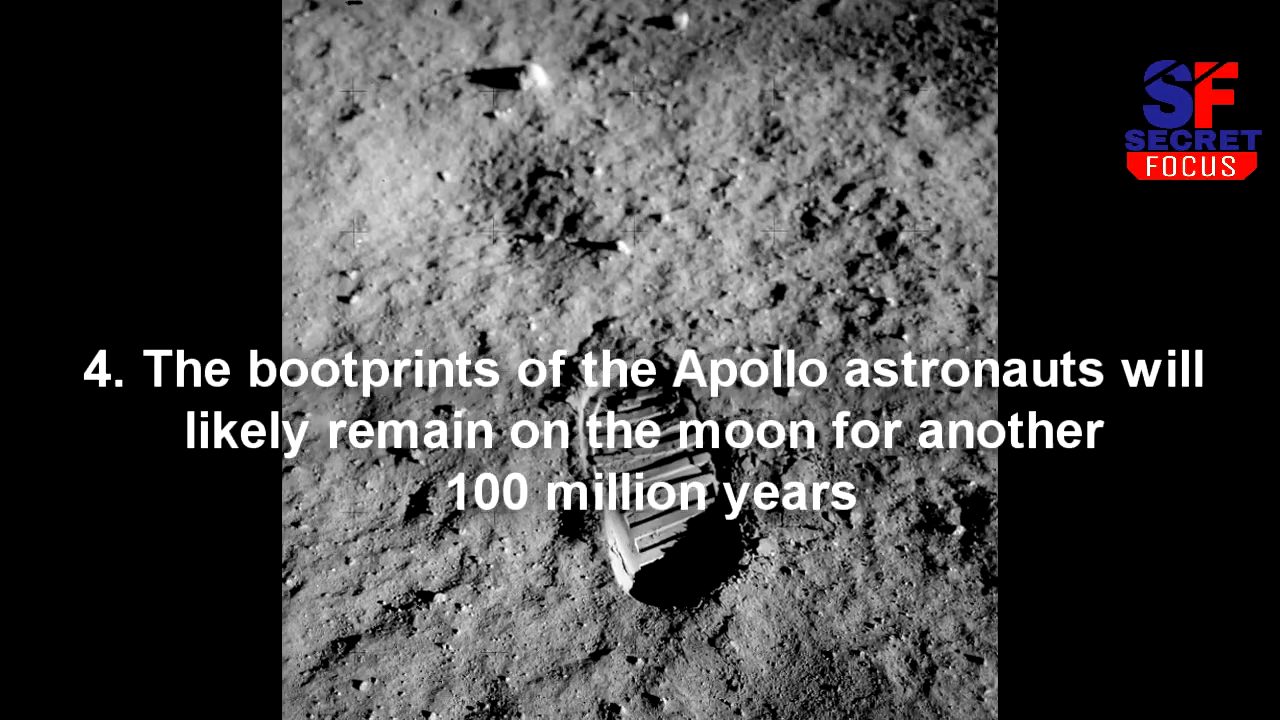 SF
SECRET
FOCUS
4. The bootprints of the Apollo astronauts will
likely remain on the moon for another
100 million years